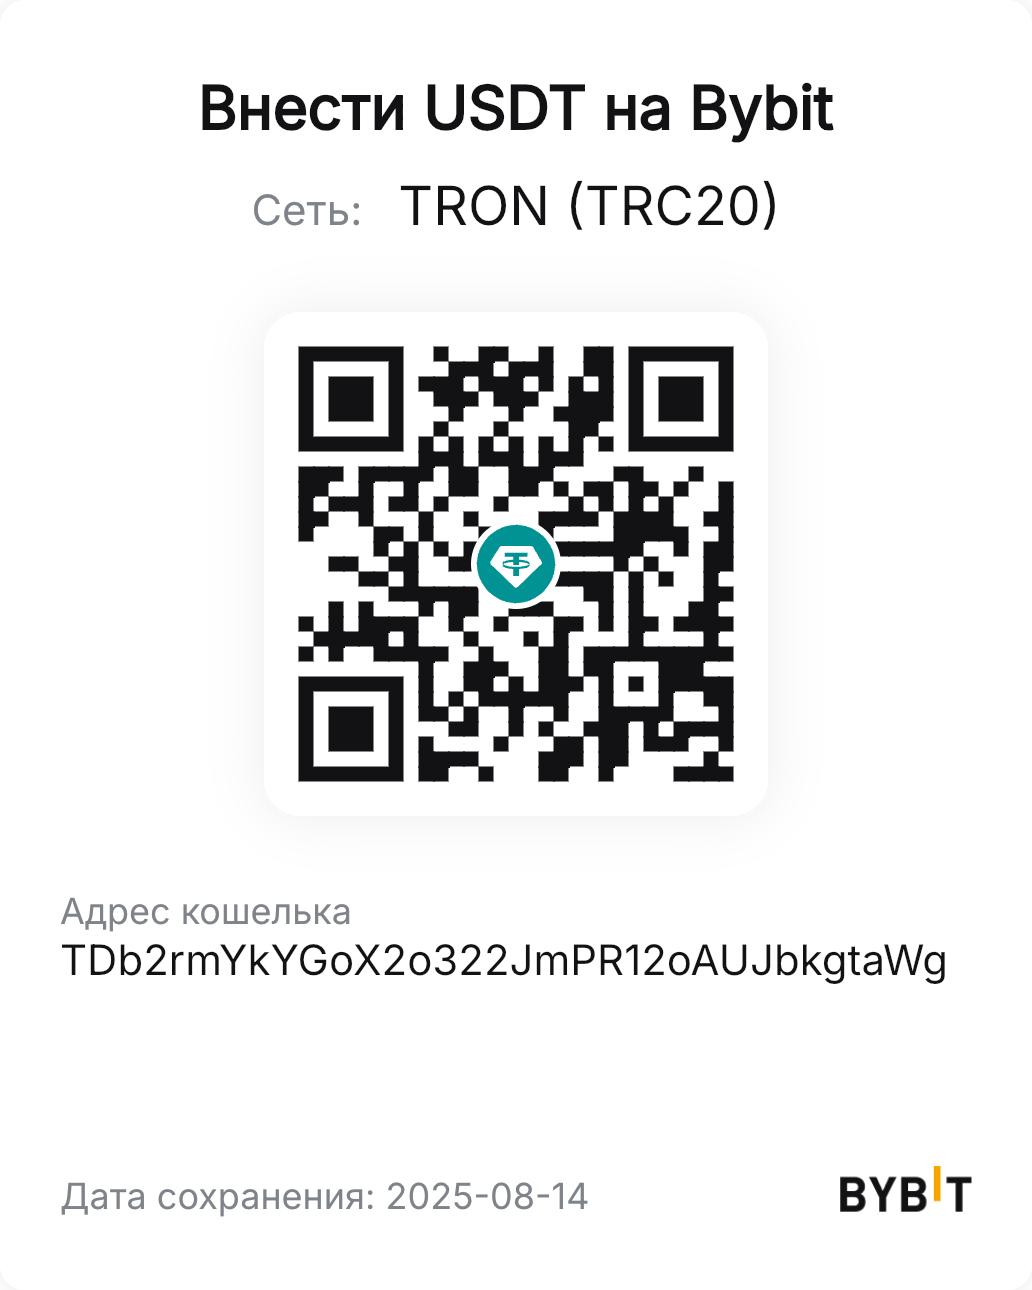 Внести USDT на Bybit
Сеть: TRON (TRC20)
Адрес кошелька
TDb2rmYkYGoX2o322JmPR12oAUJbkgtaWg
Дата сохранения: 2025-08-14
BYBIT